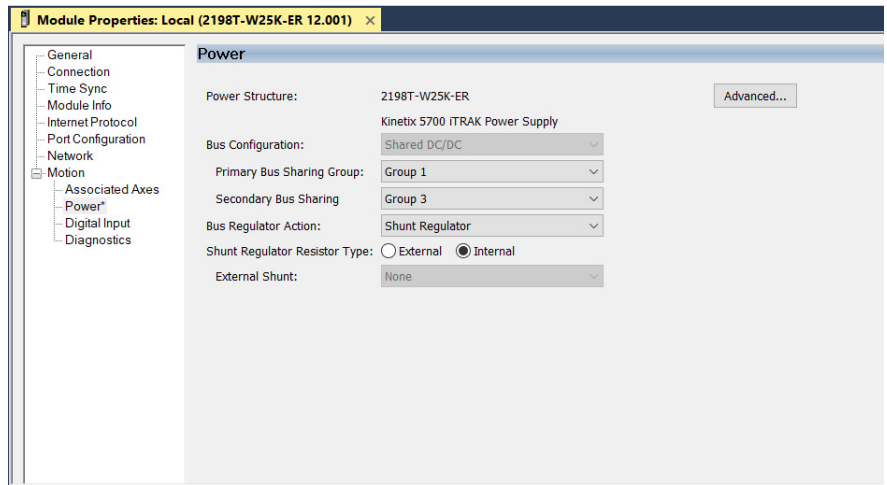 Module Properties: Local (2198T-W25K-ER 12.001) ×
General
Connection
Time Sync
Module Info
Internet Protocol
Port Configuration
Network
Motion
Associated Axes
Power*
Digital Input
Diagnostics
Power
Power Structure: 2198T-W25K-ER Advanced...
Kinetix 5700 iTRAK Power Supply
Bus Configuration: Shared DC/DC
Primary Bus Sharing Group: Group 1
Secondary Bus Sharing Group 3
Bus Regulator Action: Shunt Regulator
Shunt Regulator Resistor Type: External Internal
External Shunt: None